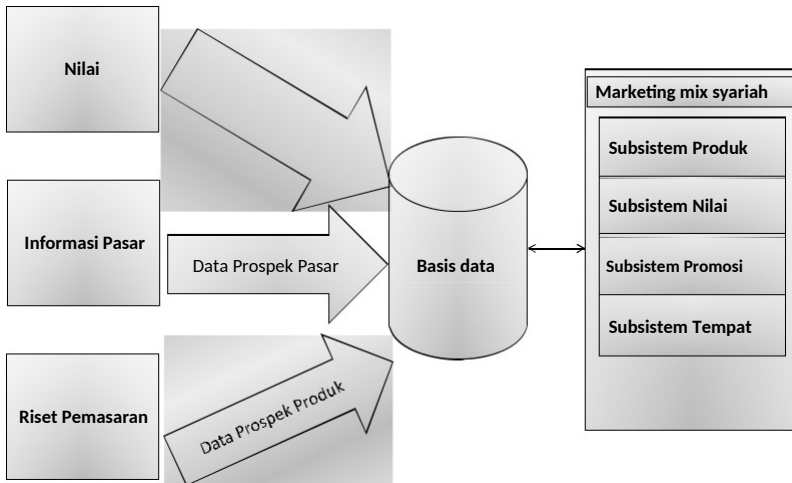 Nilai
Informasi Pasar
Riset Pemasaran
Data Prospek Pasar
Data Prospek Produk
Basis data
Marketing mix syariah
Subsistem Produk
Subsistem Nilai
Subsistem Promosi
Subsistem Tempat